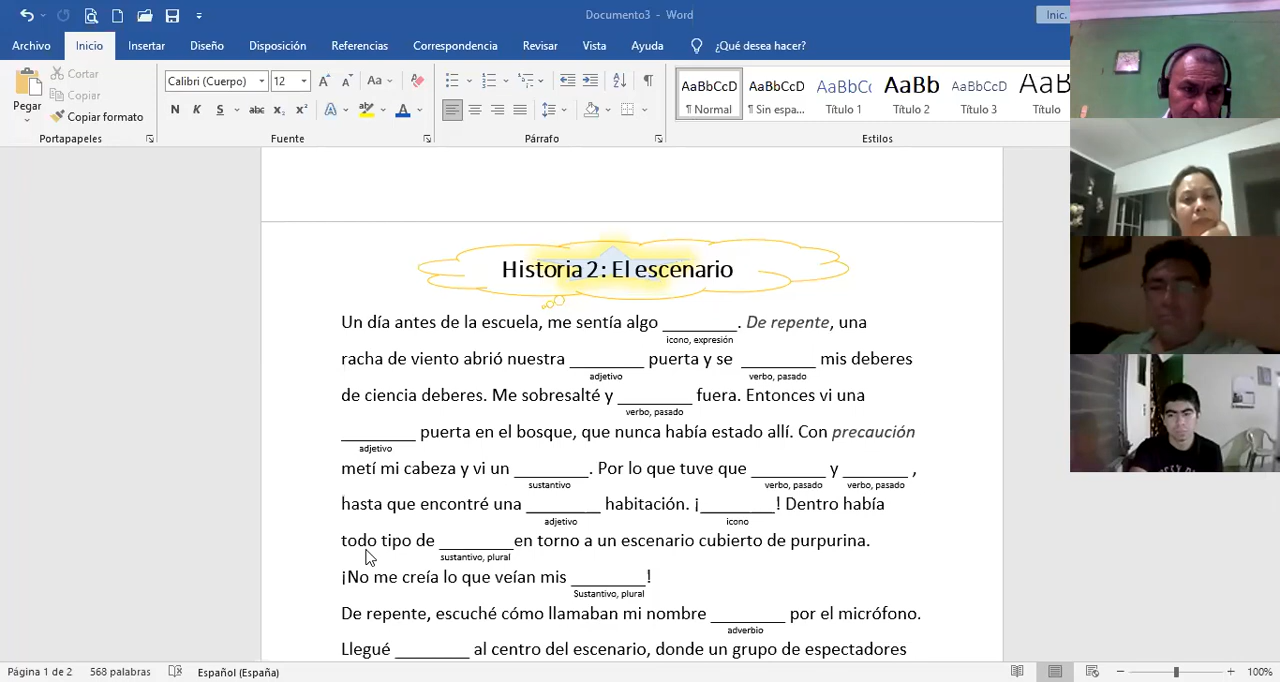 Documento3 - Word
Inic.
Archivo Inicio Insertar Diseño Disposición Referencias Correspondencia Revisar Vista Ayuda ¿Qué desea hacer?
Cortar
Copiar
Copiar formato
Pegar
Calibri (Cuerpo) 12
N K S abc x₂ x²
Portapapeles Fuente Párrafo Estilos
AaBbCcD AaBbCcD AaBbC AaBb AaBbCcD AaB
¶ Normal ¶ Sin espa... Título 1 Título 2 Título 3 Título
Historia 2: El escenario
Un día antes de la escuela, me sentía algo ________. De repente, una
icono, expresión
racha de viento abrió nuestra ________ puerta y se ________ mis deberes
adjetivo verbo, pasado
de ciencia deberes. Me sobresalté y ________ fuera. Entonces vi una
verbo, pasado
________ puerta en el bosque, que nunca había estado allí. Con precaución
adjetivo
metí mi cabeza y vi un ________. Por lo que tuve que ________ y _______ ,
sustantivo verbo, pasado verbo, pasado
hasta que encontré una ________ habitación. ¡________! Dentro había
adjetivo icono
todo tipo de ________en torno a un escenario cubierto de purpurina.
sustantivo, plural
¡No me creía lo que veían mis ________!
Sustantivo, plural
De repente, escuché cómo llamaban mi nombre ________ por el micrófono.
adverbio
Llegué ________ al centro del escenario, donde un grupo de espectadores
Página 1 de 2 568 palabras Español (España) 100%